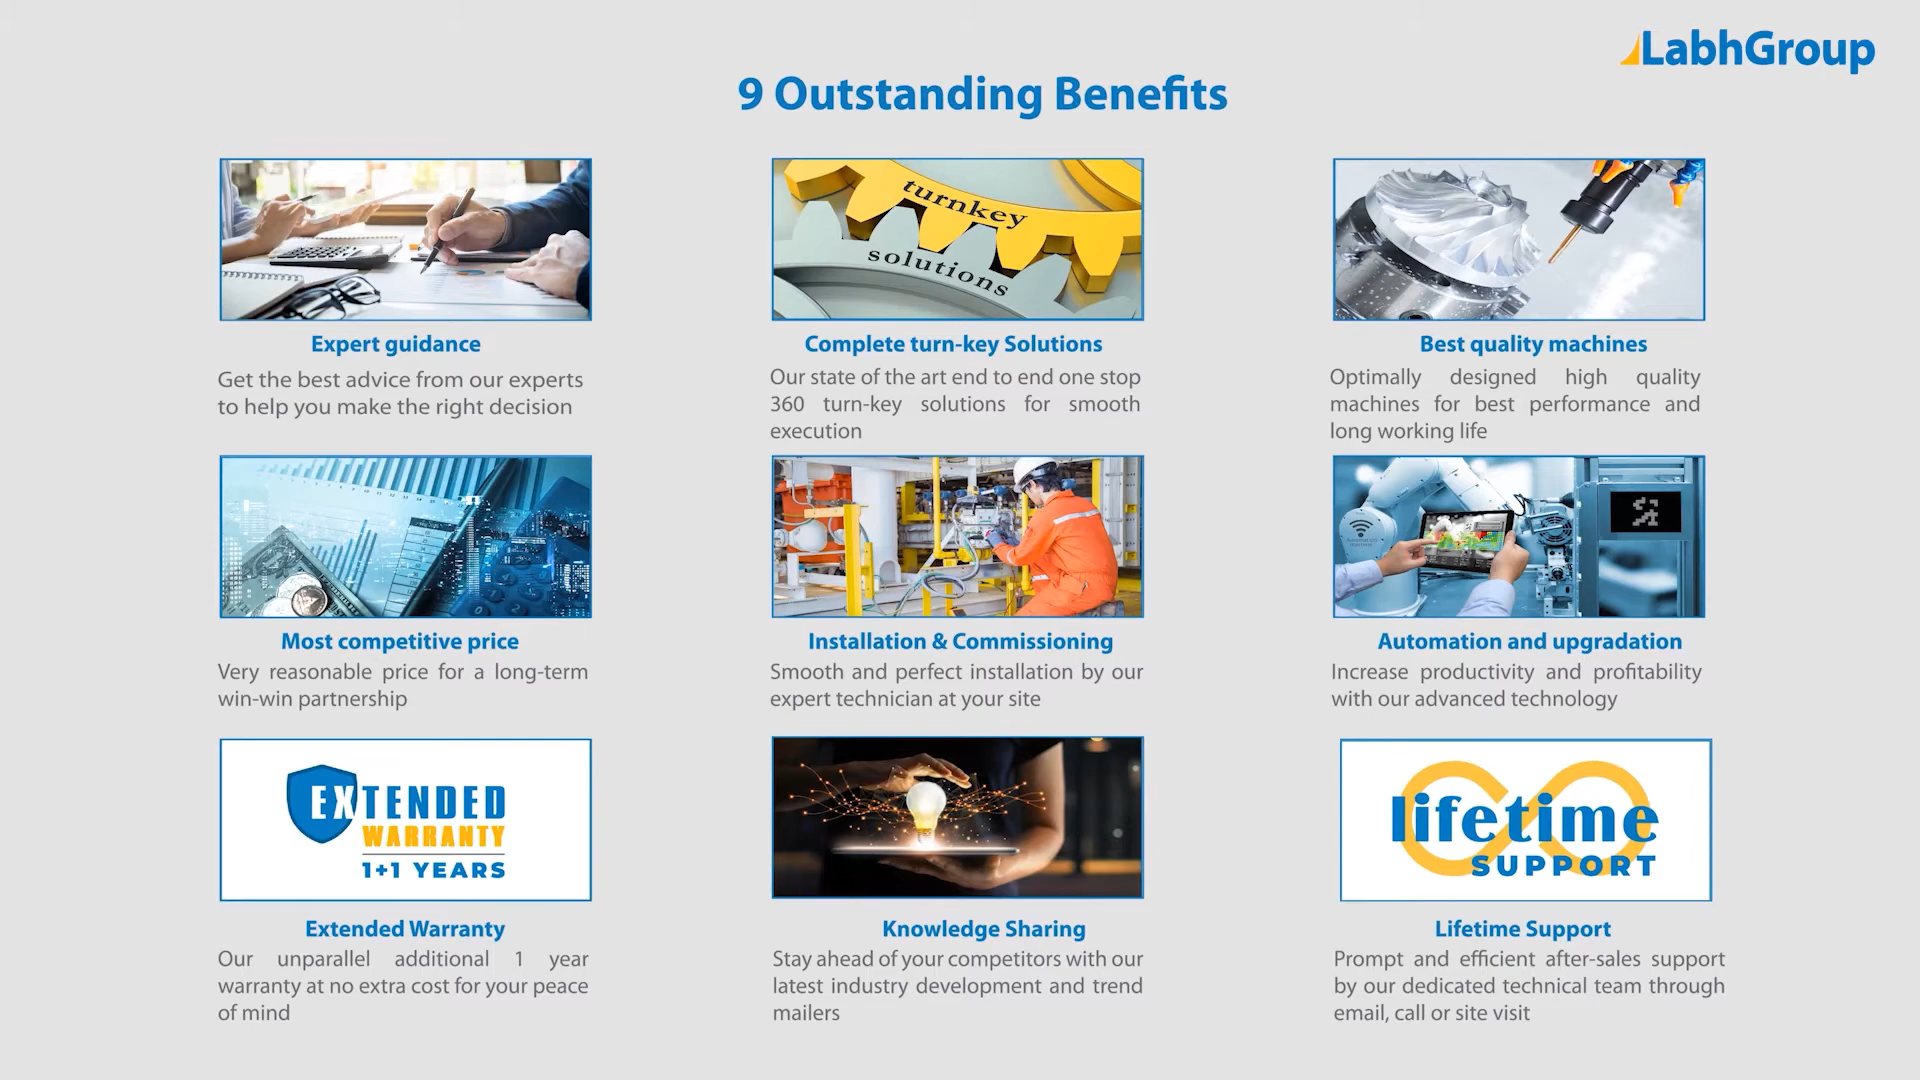 LabhGroup
9 Outstanding Benefits
turnkey
solutions
Expert guidance
Get the best advice from our experts
to help you make the right decision
Complete turn-key Solutions
Our state of the art end to end one stop
360 turn-key solutions for smooth
execution
Best quality machines
Optimally designed high quality
machines for best performance and
long working life
Most competitive price
Very reasonable price for a long-term
win-win partnership
Installation & Commissioning
Smooth and perfect installation by our
expert technician at your site
Automation and upgradation
Increase productivity and profitability
with our advanced technology
EXTENDED
WARRANTY
1+1 YEARS
Extended Warranty
Our unparallel additional 1 year
warranty at no extra cost for your peace
of mind
Knowledge Sharing
Stay ahead of your competitors with our
latest industry development and trend
mailers
lifetime
SUPPORT
Lifetime Support
Prompt and efficient after-sales support
by our dedicated technical team through
email, call or site visit